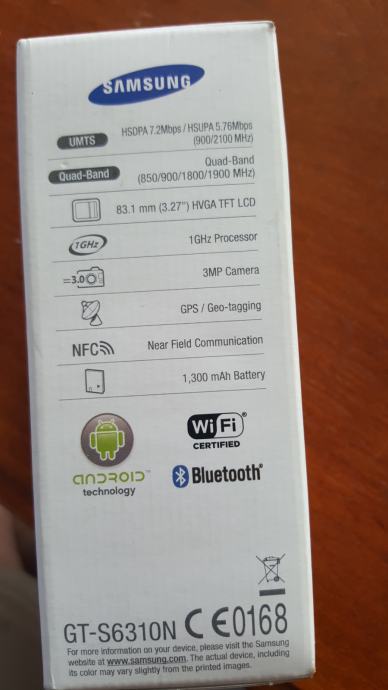 SAMSUNG
UMTS HSDPA 7.2Mbps / HSUPA 5.76Mbps
(900/2100 MHz)
Quad-Band Quad-Band
(850/900/1800/1900 MHz)
83.1 mm (3.27") HVGA TFT LCD
1GHz 1GHz Processor
=3.0 3MP Camera
GPS / Geo-tagging
NFC Near Field Communication
1,300 mAh Battery
Wi Fi®
CERTIFIED
ANDROID™
technology
Bluetooth®
GT-S6310N CE0168
For more information on your device, please visit the Samsung
website at www.samsung.com. The actual device, including
its color may vary slightly from the printed images.